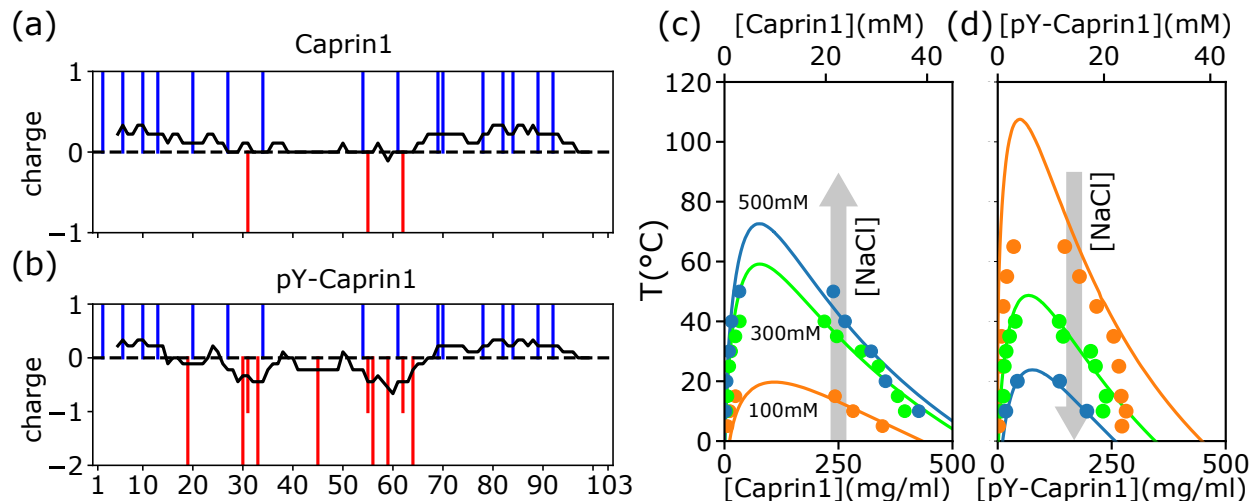 (a)
Caprin1
1
0
−1
charge
(b)
pY-Caprin1
1
0
−1
−2
charge
1 10 20 30 40 50 60 70 80 90 103
(c)
[Caprin1](mM)
0 20 40
120
100
80
60
40
20
0
T(°C)
500mM
300mM
100mM
[NaCl]
0 250 500
[Caprin1](mg/ml)
(d)
[pY-Caprin1](mM)
0 20 40
[NaCl]
0 250 500
[pY-Caprin1](mg/ml)